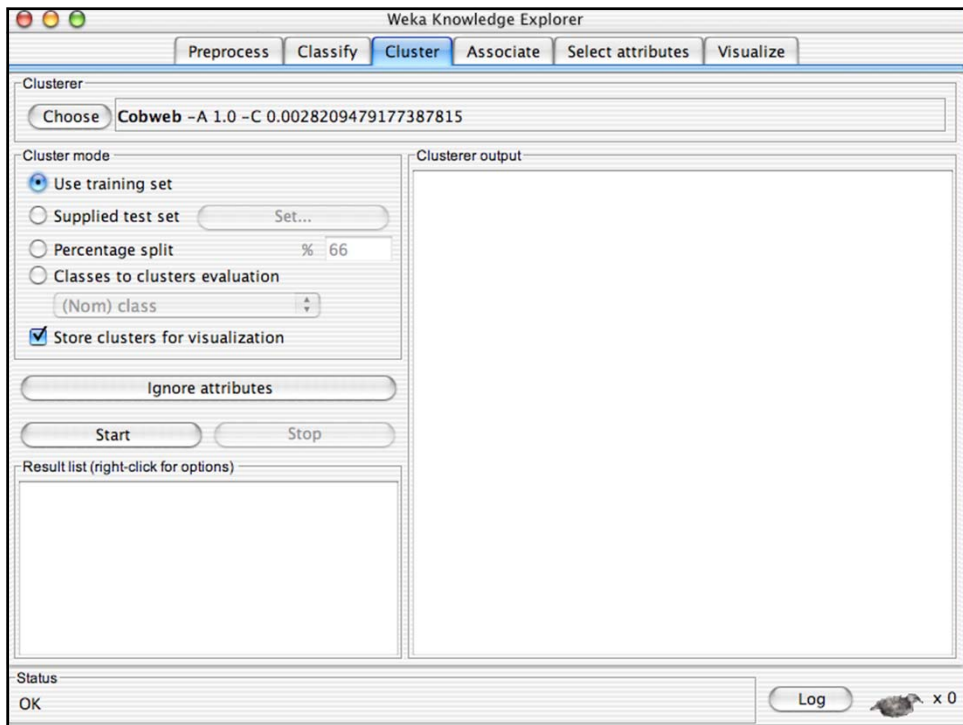 Weka Knowledge Explorer
Preprocess Classify Cluster Associate Select attributes Visualize
Clusterer
Choose Cobweb -A 1.0 -C 0.0028209479177387815
Cluster mode
Use training set
Supplied test set Set...
Percentage split % 66
Classes to clusters evaluation
(Nom) class
Store clusters for visualization
Ignore attributes
Start Stop
Result list (right-click for options)
Clusterer output
Status
OK
Log x 0